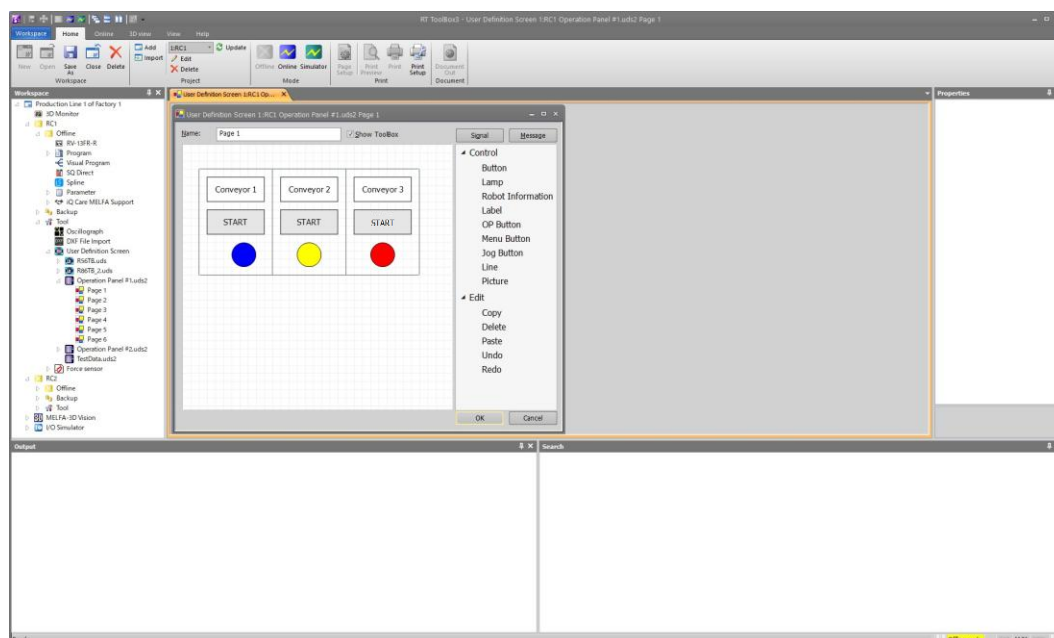 RT ToolBox3 - User Definition Screen 1:RC1 Operation Panel #1.uds2 Page 1
Workspace Home Online 3D view View Help
New Open Save As Close Delete
Workspace
Add
Import
1:RC1
Edit
Delete
Update
Project
Offline Online Simulator
Mode
Page Setup
Print Preview
Print
Print Setup
Print
Document Out
Document
Workspace
Production Line 1 of Factory 1
3D Monitor
RC1
Offline
RV-13FR-R
Program
Visual Program
SQ Direct
Spline
Parameter
iQ Care MELFA Support
Backup
Tool
Oscillograph
DXF File Import
User Definition Screen
R56TB.uds
R86TB_2.uds
Operation Panel #1.uds2
Page 1
Page 2
Page 3
Page 4
Page 5
Page 6
Operation Panel #2.uds2
TestData.uds2
Force sensor
RC2
Offline
Backup
Tool
MELFA-3D Vision
I/O Simulator
User Definition Screen 1:RC1 Op...
User Definition Screen 1:RC1 Operation Panel #1.uds2 Page 1
Name: Page 1
Show ToolBox
Signal Message
Conveyor 1 Conveyor 2 Conveyor 3
START START START
Control
Button
Lamp
Robot Information
Label
OP Button
Menu Button
Jog Button
Line
Picture
Edit
Copy
Delete
Paste
Undo
Redo
OK Cancel
Properties
Output
Search